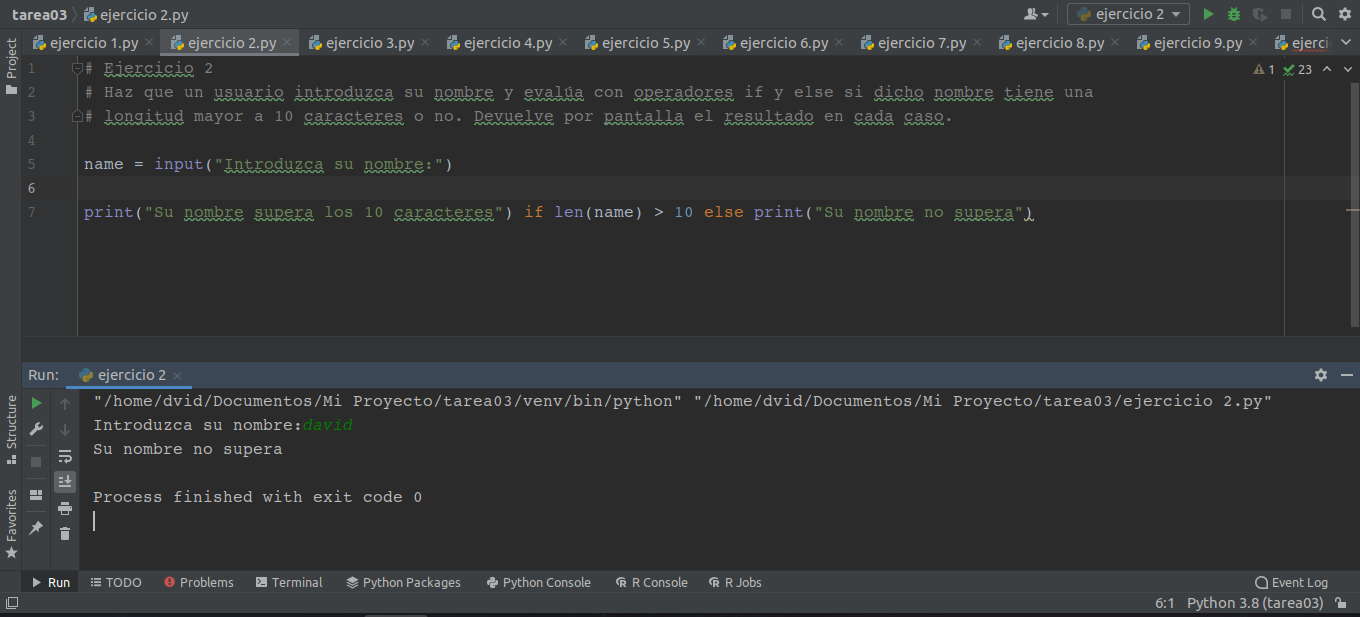 tarea03 ejercicio 2.py ejercicio 2
ejercicio 1.py ejercicio 2.py ejercicio 3.py ejercicio 4.py ejercicio 5.py ejercicio 6.py ejercicio 7.py ejercicio 8.py ejercicio 9.py ejerci
Project
1 # Ejercicio 2 1 23
2 # Haz que un usuario introduzca su nombre y evalúa con operadores if y else si dicho nombre tiene una
3 # longitud mayor a 10 caracteres o no. Devuelve por pantalla el resultado en cada caso.
4
5 name = input("Introduzca su nombre:")
6
7 print("Su nombre supera los 10 caracteres") if len(name) > 10 else print("Su nombre no supera")
Run: ejercicio 2
"/home/dvid/Documentos/Mi Proyecto/tarea03/venv/bin/python" "/home/dvid/Documentos/Mi Proyecto/tarea03/ejercicio 2.py"
Introduzca su nombre:david
Su nombre no supera
Process finished with exit code 0
Structure
Favorites
Run TODO Problems Terminal Python Packages Python Console R Console R Jobs Event Log
6:1 Python 3.8 (tarea03)